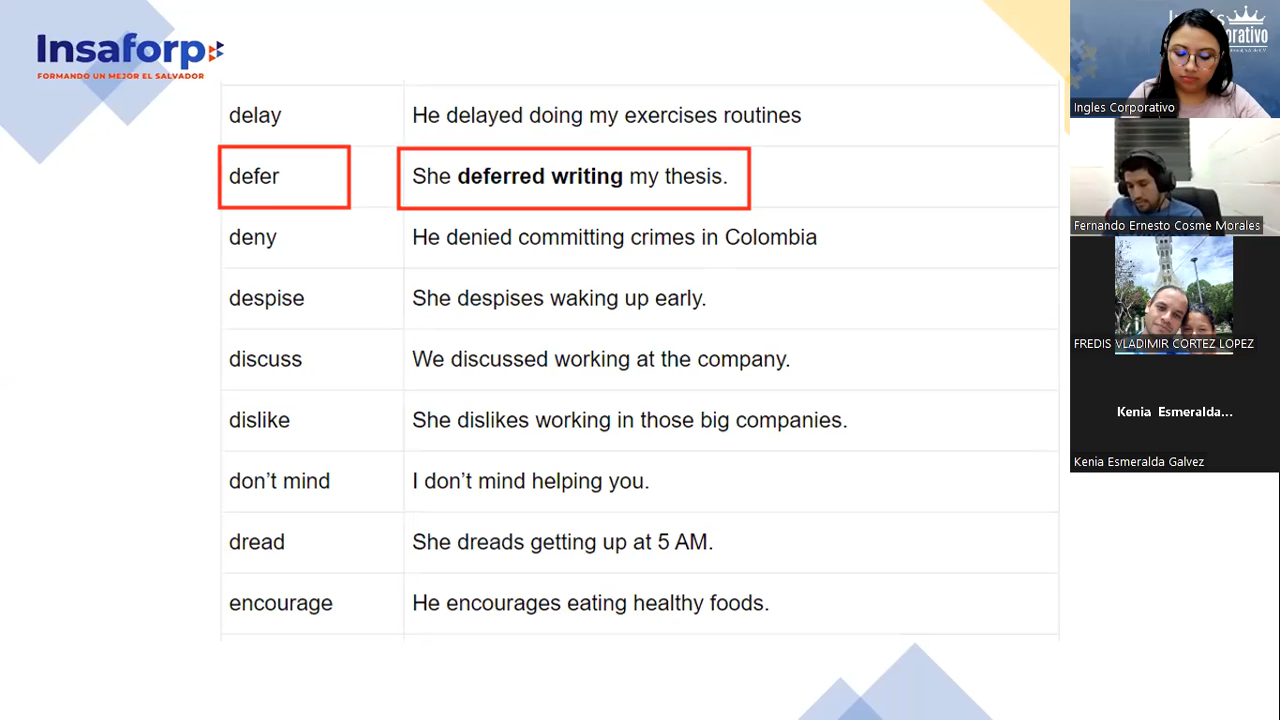 Insaforp
FORMANDO UN MEJOR EL SALVADOR
delay He delayed doing my exercises routines
defer She deferred writing my thesis.
deny He denied committing crimes in Colombia
despise She despises waking up early.
discuss We discussed working at the company.
dislike She dislikes working in those big companies.
don’t mind I don’t mind helping you.
dread She dreads getting up at 5 AM.
encourage He encourages eating healthy foods.
Ingles Corporativo
Fernando Ernesto Cosme Morales
FREDIS VLADIMIR CORTEZ LOPEZ
Kenia Esmeralda...
Kenia Esmeralda Galvez